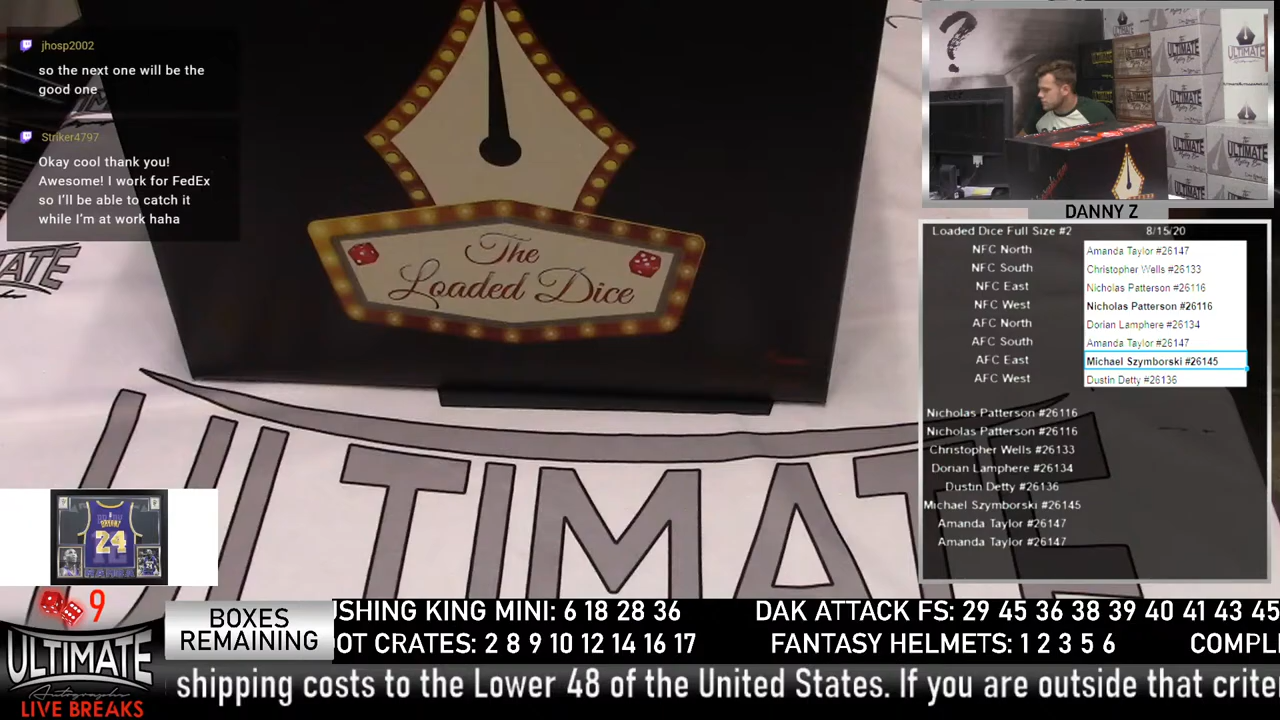 jhosp2002
so the next one will be the
good one
Striker4797
Okay cool thank you!
Awesome! I work for FedEx
so I'll be able to catch it
while I'm at work haha
The
Loaded Dice
ULTIMATE
?
ULTIMATE
DANNY Z
Loaded Dice Full Size #2 8/15/20
NFC North Amanda Taylor #26147
NFC South Christopher Wells #26133
NFC East Nicholas Patterson #26116
NFC West Nicholas Patterson #26116
AFC North Dorian Lamphere #26134
AFC South Amanda Taylor #26147
AFC East Michael Szymborski #26145
AFC West Dustin Detty #26136
Nicholas Patterson #26116
Nicholas Patterson #26116
Christopher Wells #26133
Dorian Lamphere #26134
Dustin Detty #26136
Michael Szymborski #26145
Amanda Taylor #26147
Amanda Taylor #26147
BRYANT
24
9
ULTIMATE
Autographs
LIVE BREAKS
BOXES
REMAINING
USHING KING MINI: 6 18 28 36 DAK ATTACK FS: 29 45 36 38 39 40 41 43 45
OT CRATES: 2 8 9 10 12 14 16 17 FANTASY HELMETS: 1 2 3 5 6 COMPL
shipping costs to the Lower 48 of the United States. If you are outside that criter